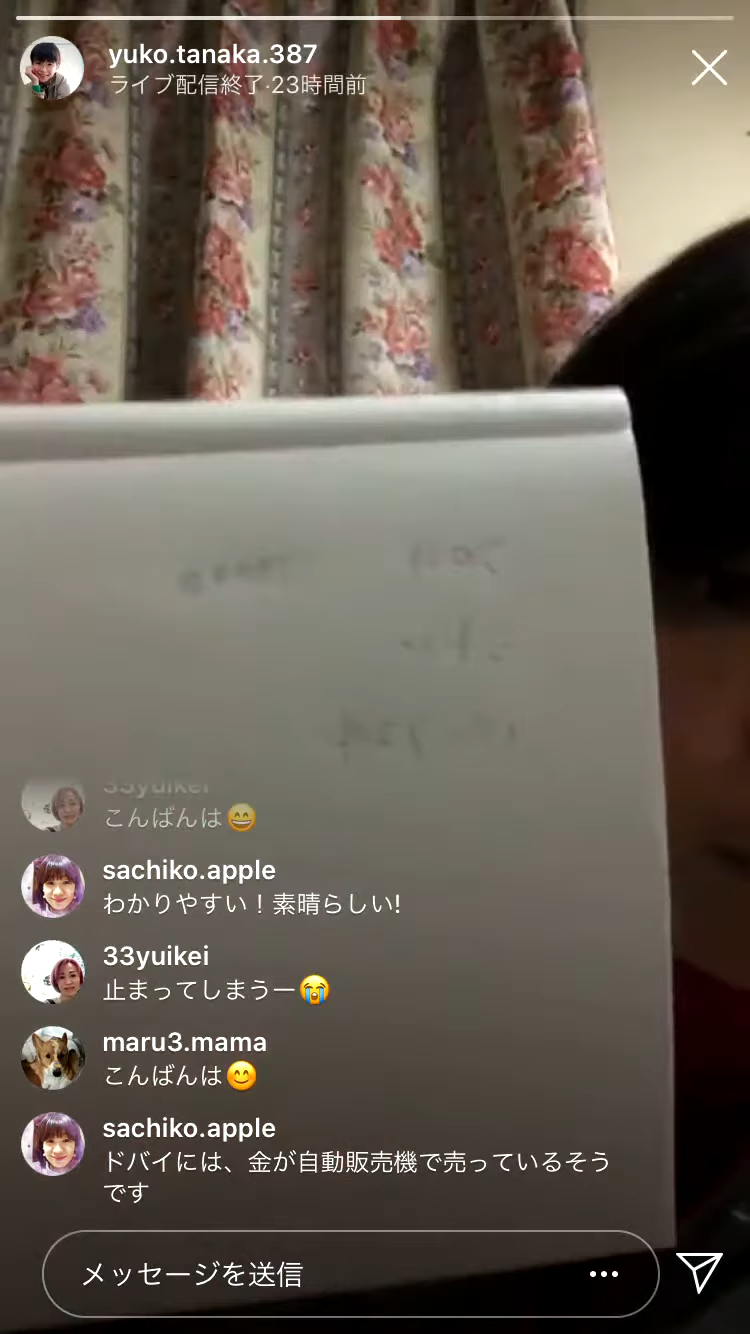 yuko.tanaka.387
ライブ配信終了·23時間前
33yuikei
こんばんは😄
sachiko.apple
わかりやすい！素晴らしい!
33yuikei
止まってしまうー😭
maru3.mama
こんばんは😊
sachiko.apple
ドバイには、金が自動販売機で売っているそう
です
メッセージを送信